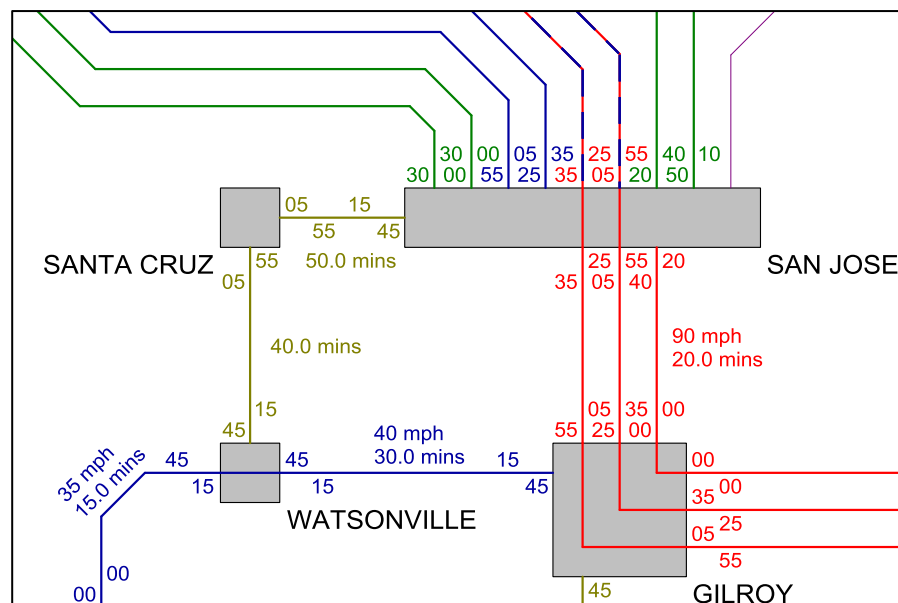 30 00 05 35 25 55 40 10
30 00 55 25 35 05 20 50
05 15
55 45
SANTA CRUZ 55 50.0 mins 25 55 20 SAN JOSE
05 35 05 40
40.0 mins
90 mph
20.0 mins
15 05 35 00
45 55 25 00
35 mph
15.0 mins
45 45 40 mph
30.0 mins 15 00
15 15 45 00
WATSONVILLE 35
25
05
55
00 00 45 GILROY